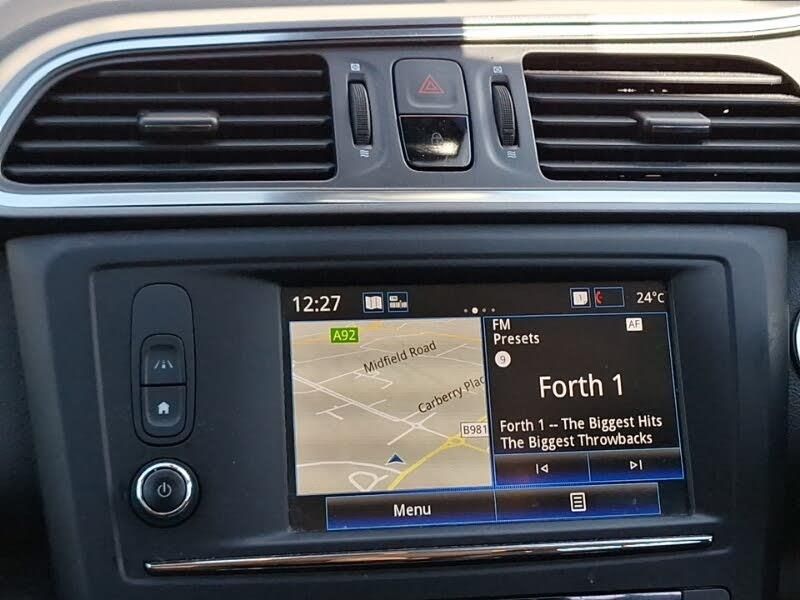 12:27
24°C
A92
Midfield Road
Carberry Plac
B981
FM
AF
Presets
9
Forth 1
Forth 1 -- The Biggest Hits
The Biggest Throwbacks
Menu